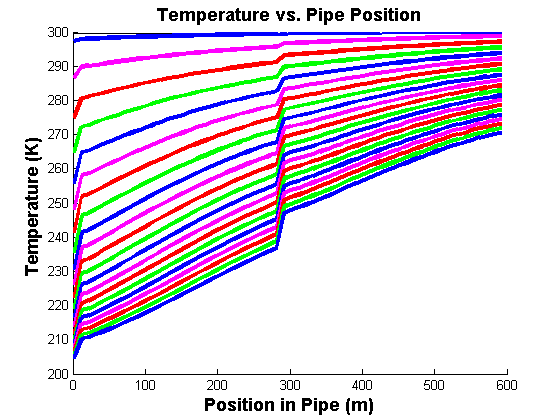 Temperature vs. Pipe Position
300
290
280
270
260
250
240
230
220
210
200
Temperature (K)
0 100 200 300 400 500 600
Position in Pipe (m)